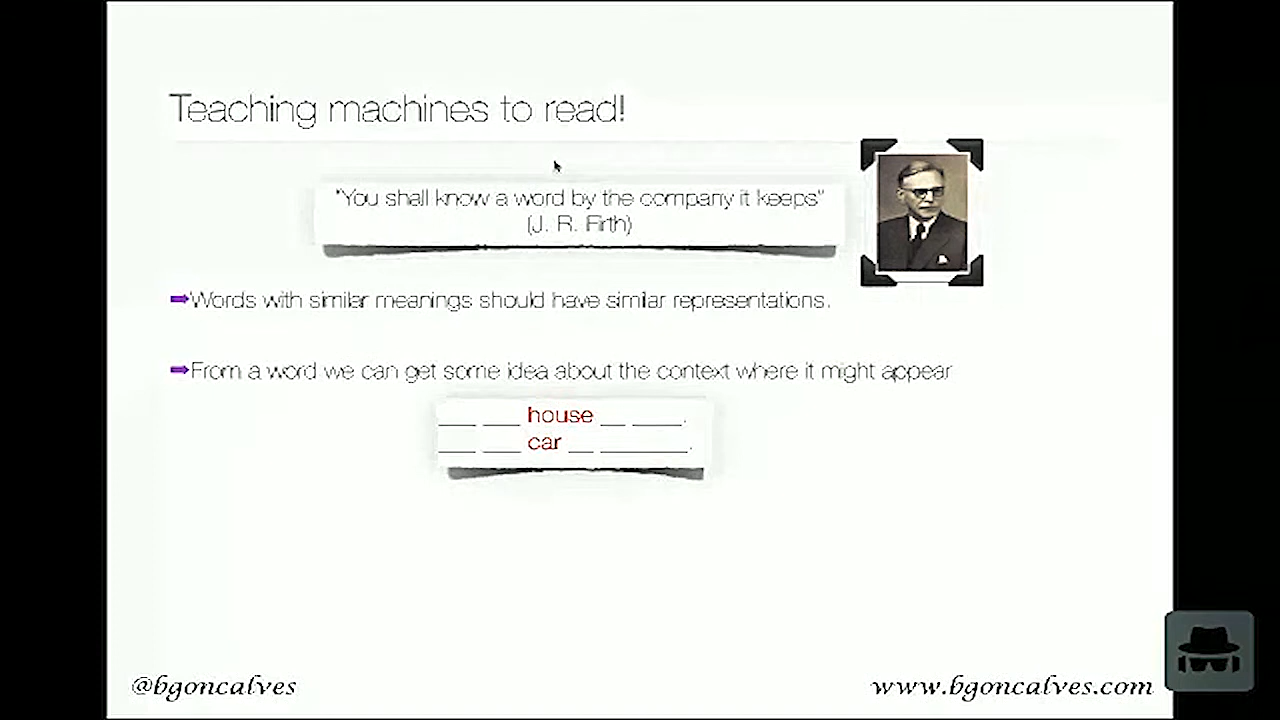 Teaching machines to read!
"You shall know a word by the company it keeps"
(J. R. Firth)
Words with similar meanings should have similar representations.
From a word we can get some idea about the context where it might appear
___ ___ house __ ____.
___ ___ car __ _______.
@bgoncalves
www.bgoncalves.com